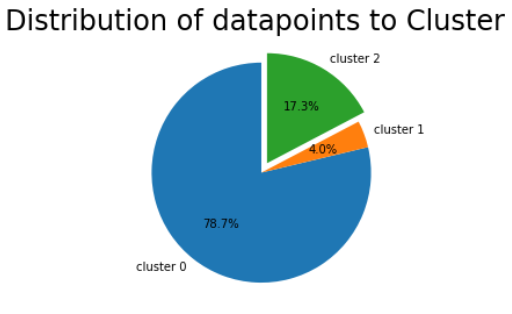 Distribution of datapoints to Cluster
cluster 2
17.3%
cluster 1
4.0%
78.7%
cluster 0